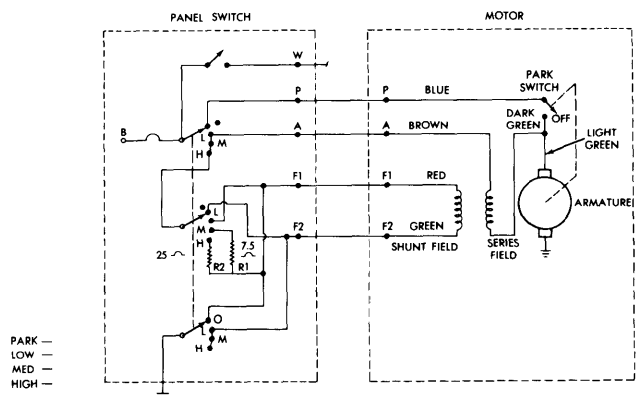 PANEL SWITCH
MOTOR
W
P
P
BLUE
PARK
SWITCH
B
L
M
H
A
A
BROWN
DARK
GREEN
OFF
LIGHT
GREEN
F1
F1
RED
ARMATURE
L
M
H
F2
F2
GREEN
SHUNT FIELD
SERIES
FIELD
25
7.5
R2
R1
O
L
M
H
PARK —
LOW —
MED —
HIGH —